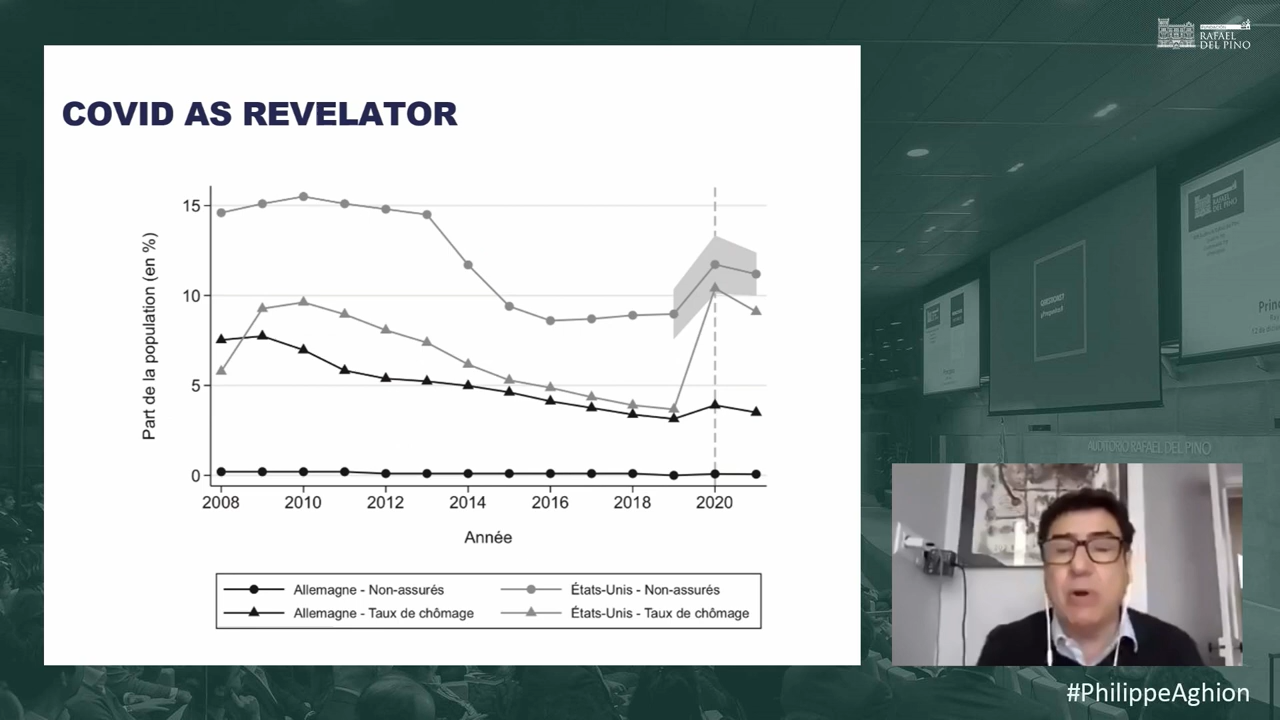 FUNDACIÓN
RAFAEL
DEL PINO
COVID AS REVELATOR
Part de la population (en %)
15
10
5
0
2008 2010 2012 2014 2016 2018 2020
Année
Allemagne - Non-assurés États-Unis - Non-assurés
Allemagne - Taux de chômage États-Unis - Taux de chômage
AUDITORIO RAFAEL DEL PINO
#PhilippeAghion